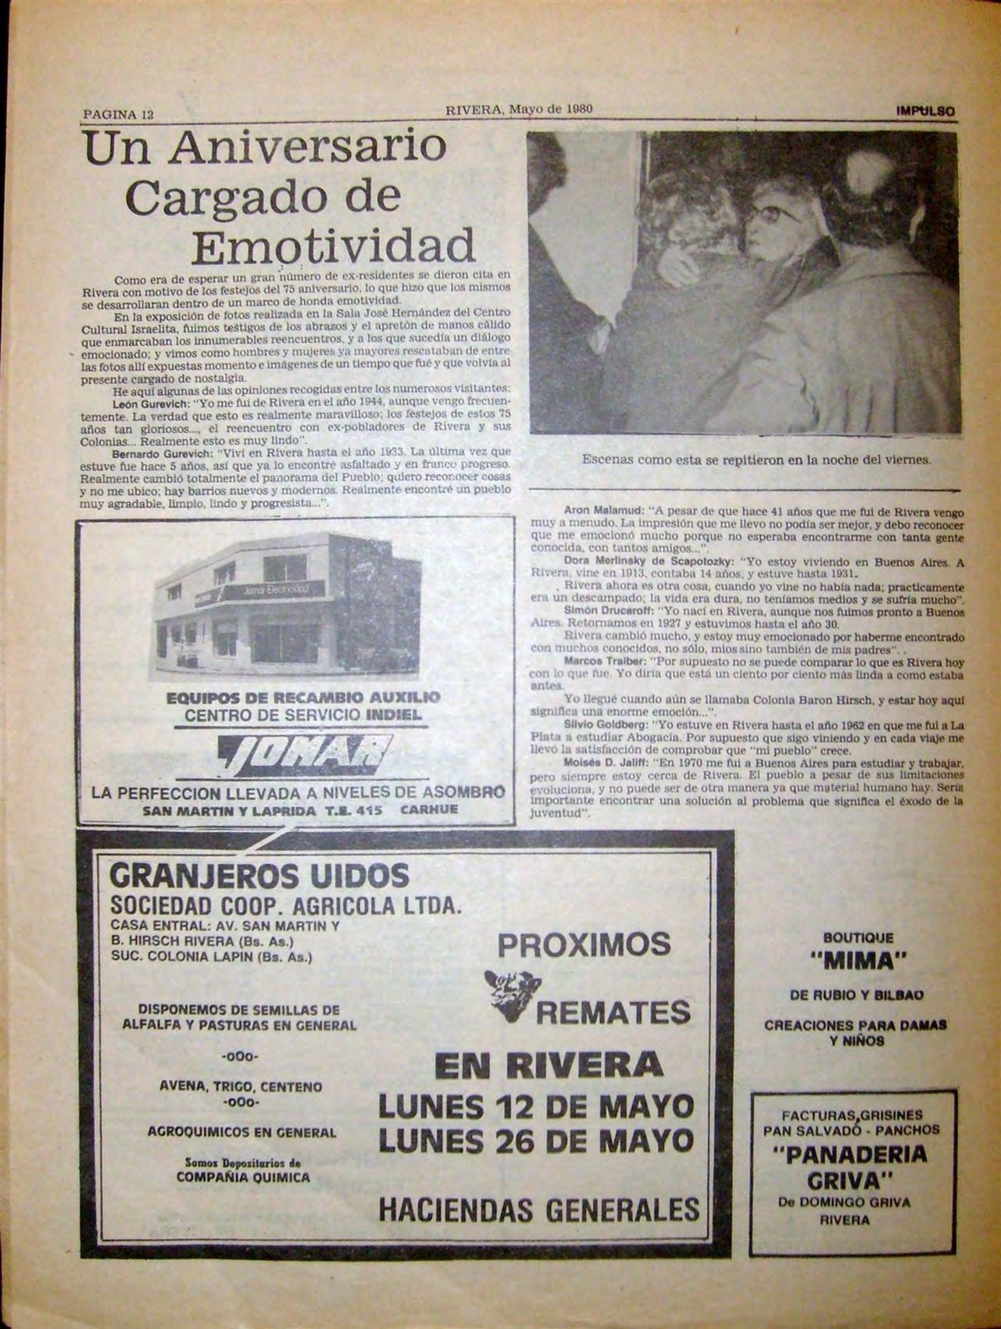 PAGINA 12
RIVERA, Mayo de 1980
IMPULSO
Un Aniversario
Cargado de
Emotividad
Como era de esperar un gran número de ex-residentes se dieron cita en
Rivera con motivo de los festejos del 75 aniversario, lo que hizo que los mismos
se desarrollaran dentro de un marco de honda emotividad.
En la exposición de fotos realizada en la Sala José Hernández del Centro
Cultural Israelita, fuimos testigos de los abrazos y el apretón de manos cálido
que enmarcaban los innumerables reencuentros, y a los que sucedía un diálogo
emocionado; y vimos como hombres y mujeres ya mayores rescataban de entre
las fotos allí expuestas momento e imágenes de un tiempo que fué y que volvía al
presente cargado de nostalgia.
He aquí algunas de las opiniones recogidas entre los numerosos visitantes:
León Gurevich: "Yo me fui de Rivera en el año 1944, aunque vengo frecuen-
temente. La verdad que esto es realmente maravilloso; los festejos de estos 75
años tan gloriosos..., el reencuentro con ex-pobladores de Rivera y sus
Colonias... Realmente esto es muy lindo".
Bernardo Gurevich: "Viví en Rivera hasta el año 1933. La última vez que
estuve fue hace 5 años, así que ya lo encontré asfaltado y en franco progreso.
Realmente cambió totalmente el panorama del Pueblo; quiero reconocer cosas
y no me ubico; hay barrios nuevos y modernos. Realmente encontré un pueblo
muy agradable, limpio, lindo y progresista...".
Escenas como esta se repitieron en la noche del viernes.
Aron Malamud: "A pesar de que hace 41 años que me fui de Rivera vengo
muy a menudo. La impresión que me llevo no podía ser mejor, y debo reconocer
que me emocionó mucho porque no esperaba encontrarme con tanta gente
conocida, con tantos amigos...".
Dora Merlinsky de Scapotozky: "Yo estoy viviendo en Buenos Aires. A
Rivera, vine en 1913, contaba 14 años, y estuve hasta 1931.
Rivera ahora es otra cosa, cuando yo vine no había nada; practicamente
era un descampado; la vida era dura, no teníamos medios y se sufría mucho".
Simón Drucaroff: "Yo nací en Rivera, aunque nos fuimos pronto a Buenos
Aires. Retornamos en 1927 y estuvimos hasta el año 30.
Rivera cambió mucho, y estoy muy emocionado por haberme encontrado
con muchos conocidos, no sólo, míos sino también de mis padres".
Marcos Traiber: "Por supuesto no se puede comparar lo que es Rivera hoy
con lo que fue. Yo diría que está un ciento por ciento más linda a como estaba
antes.
Yo llegué cuando aún se llamaba Colonia Baron Hirsch, y estar hoy aquí
significa una enorme emoción...".
Silvio Goldberg: "Yo estuve en Rivera hasta el año 1962 en que me fui a La
Plata a estudiar Abogacía. Por supuesto que sigo viniendo y en cada viaje me
llevó la satisfacción de comprobar que "mi pueblo" crece.
Moisés D. Jaliff: "En 1970 me fui a Buenos Aires para estudiar y trabajar,
pero siempre estoy cerca de Rivera. El pueblo a pesar de sus limitaciones
evoluciona, y no puede ser de otra manera ya que material humano hay. Sería
importante encontrar una solución al problema que significa el éxodo de la
juventud".
Jomar Electricidad
EQUIPOS DE RECAMBIO AUXILIO
CENTRO DE SERVICIO INDIEL
JOMAR
LA PERFECCION LLEVADA A NIVELES DE ASOMBRO
SAN MARTIN Y LAPRIDA T.E. 415 CARHUE
GRANJEROS UIDOS
SOCIEDAD COOP. AGRICOLA LTDA.
CASA ENTRAL: AV. SAN MARTIN Y
B. HIRSCH RIVERA (Bs. As.)
SUC. COLONIA LAPIN (Bs. As.)
DISPONEMOS DE SEMILLAS DE
ALFALFA Y PASTURAS EN GENERAL
-oOo-
AVENA, TRIGO, CENTENO
-oOo-
AGROQUIMICOS EN GENERAL
Somos Depositarios de
COMPAÑIA QUIMICA
PROXIMOS
REMATES
EN RIVERA
LUNES 12 DE MAYO
LUNES 26 DE MAYO
HACIENDAS GENERALES
BOUTIQUE
"MIMA"
DE RUBIO Y BILBAO
CREACIONES PARA DAMAS
Y NIÑOS
FACTURAS, GRISINES
PAN SALVADO - PANCHOS
"PANADERIA
GRIVA"
De DOMINGO GRIVA
RIVERA